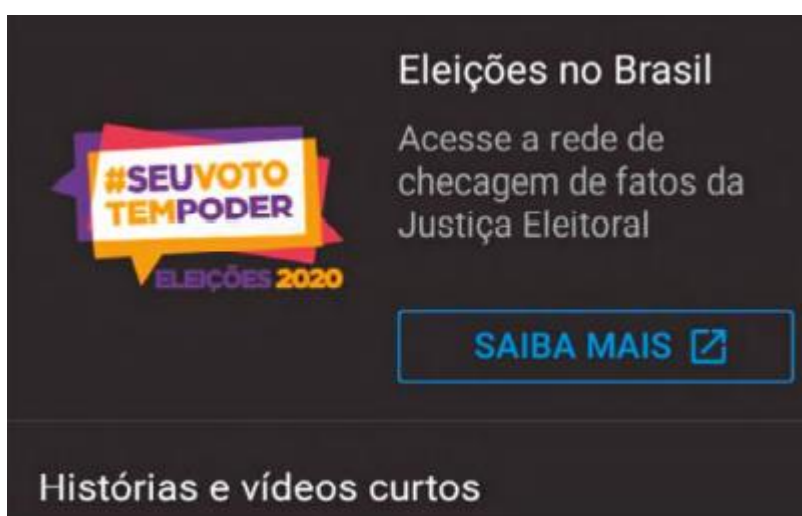 Eleições no Brasil
Acesse a rede de
checagem de fatos da
Justiça Eleitoral
#SEUVOTO
TEMPODER
ELEIÇÕES 2020
SAIBA MAIS
Histórias e vídeos curtos